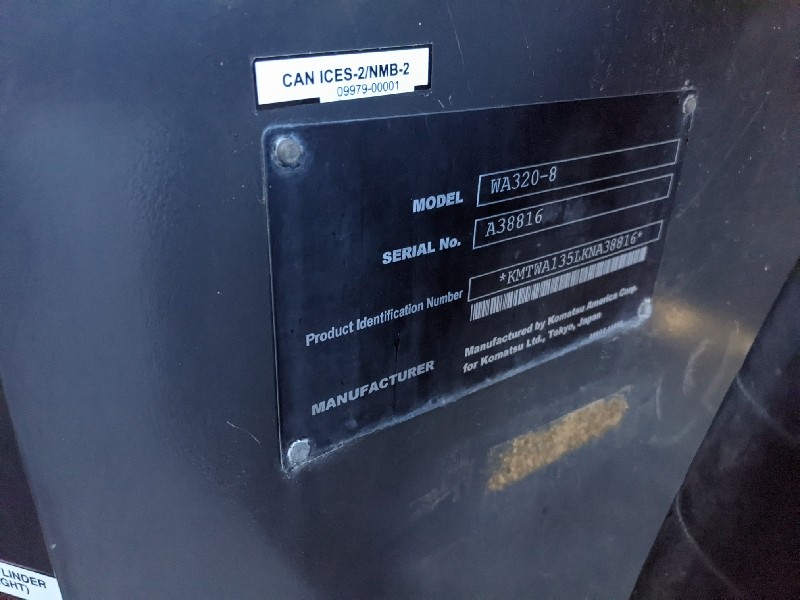 CAN ICES-2/NMB-2
09979-00001
MODEL WA320-8
SERIAL No. A38816
Product Identification Number *KMTWA135LKNA38816*
MANUFACTURER
Manufactured by Komatsu America Corp.
for Komatsu Ltd., Tokyo, Japan
LINDER
GHT)